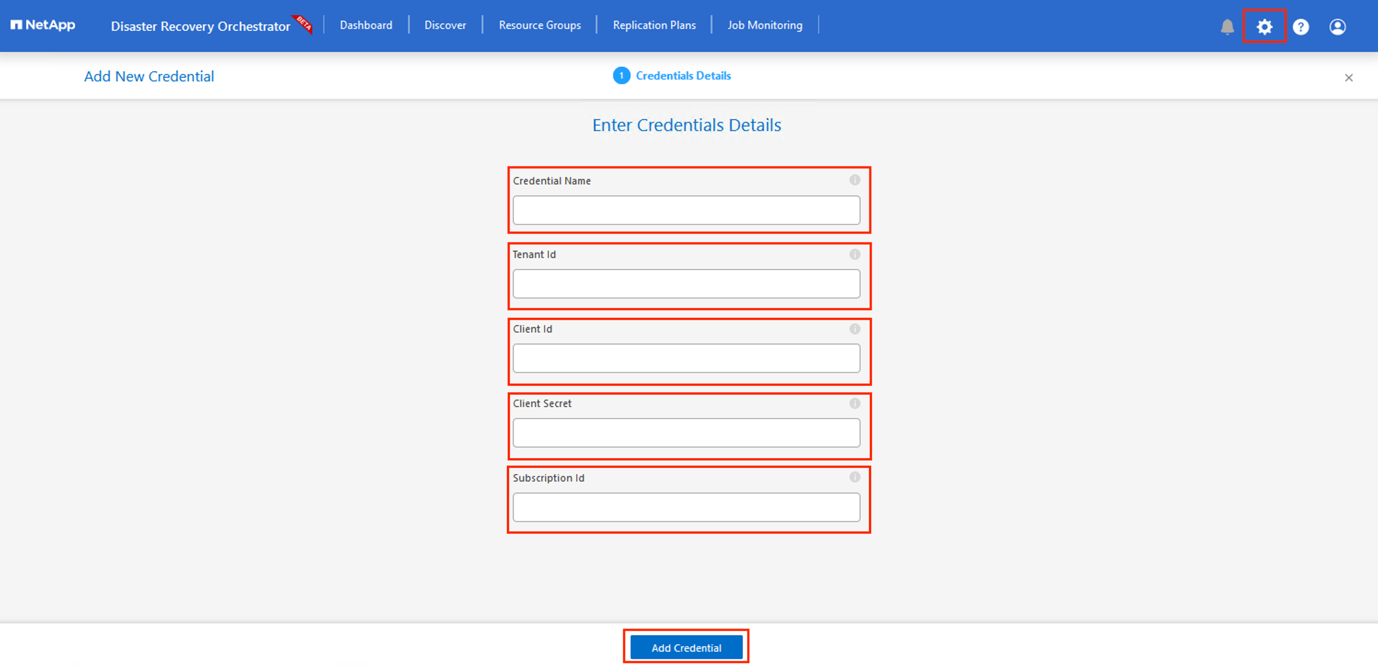 NetApp
Disaster Recovery Orchestrator BETA
Dashboard
Discover
Resource Groups
Replication Plans
Job Monitoring
?
Add New Credential
1 Credentials Details
×
Enter Credentials Details
Credential Name
Tenant Id
Client Id
Client Secret
Subscription Id
Add Credential